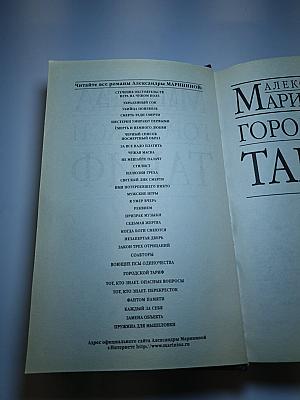 Читайте все романы Александры МАРИНИНОЙ:
СТЕЧЕНИЕ ОБСТОЯТЕЛЬСТВ
ИГРА НА ЧУЖОМ ПОЛЕ
УКРАДЕННЫЙ СОН
УБИЙЦА ПОНЕВОЛЕ
СМЕРТЬ РАДИ СМЕРТИ
ШЕСТЕРКИ УМИРАЮТ ПЕРВЫМИ
СМЕРТЬ И НЕМНОГО ЛЮБВИ
ЧЕРНЫЙ СПИСОК
ПОСМЕРТНЫЙ ОБРАЗ
ЗА ВСЕ НАДО ПЛАТИТЬ
ЧУЖАЯ МАСКА
НЕ МЕШАЙТЕ ПАЛАЧУ
СТИЛИСТ
ИЛЛЮЗИЯ ГРЕХА
СВЕТЛЫЙ ЛИК СМЕРТИ
ИМЯ ПОТЕРПЕВШЕГО НИКТО
МУЖСКИЕ ИГРЫ
Я УМЕР ВЧЕРА
РЕКВИЕМ
ПРИЗРАК МУЗЫКИ
СЕДЬМАЯ ЖЕРТВА
КОГДА БОГИ СМЕЮТСЯ
НЕЗАПЕРТАЯ ДВЕРЬ
ЗАКОН ТРЕХ ОТРИЦАНИЙ
СОАВТОРЫ
ВОЮЩИЕ ПСЫ ОДИНОЧЕСТВА
ГОРОДСКОЙ ТАРИФ
ТОТ, КТО ЗНАЕТ. ОПАСНЫЕ ВОПРОСЫ
ТОТ, КТО ЗНАЕТ. ПЕРЕКРЕСТОК
ФАНТОМ ПАМЯТИ
КАЖДЫЙ ЗА СЕБЯ
ЗАМЕНА ОБЪЕКТА
ПРУЖИНА ДЛЯ МЫШЕЛОВКИ
Адрес официального сайта Александры Марининой
в Интернете http://www.marinina.ru
АЛЕКС
МАРИ
ГОРО
ТА